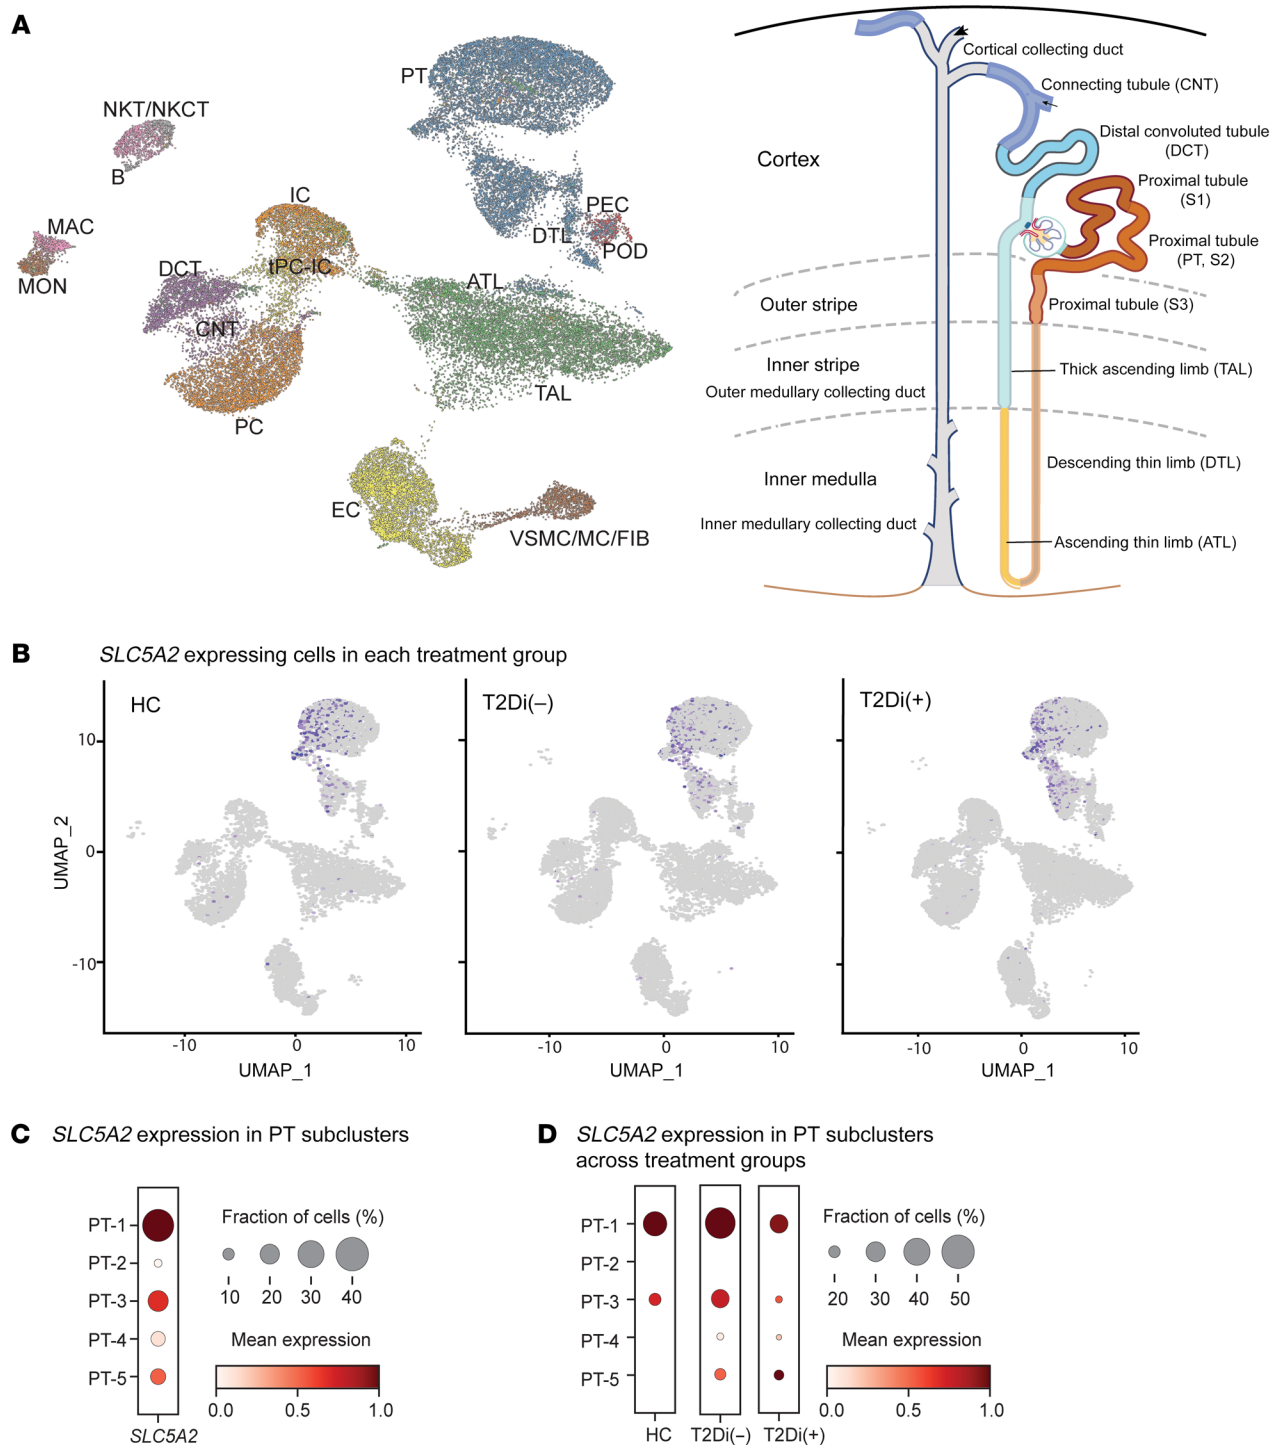 A
PT
NKT/NKCT
B
IC
PEC
MAC
DTL
POD
DCT
tPC-IC
MON
ATL
CNT
TAL
PC
EC
VSMC/MC/FIB
Cortical collecting duct
Connecting tubule (CNT)
Distal convoluted tubule
(DCT)
Cortex
Proximal tubule
(S1)
Proximal tubule
(PT, S2)
Outer stripe
Proximal tubule (S3)
Inner stripe
Thick ascending limb (TAL)
Outer medullary collecting duct
Descending thin limb (DTL)
Inner medulla
Inner medullary collecting duct
Ascending thin limb (ATL)
B
SLC5A2 expressing cells in each treatment group
HC
T2Di(–)
T2Di(+)
10
0
-10
UMAP_2
-10 0 10
-10 0 10
-10 0 10
UMAP_1
UMAP_1
UMAP_1
C
SLC5A2 expression in PT subclusters
PT-1
PT-2
PT-3
PT-4
PT-5
SLC5A2
Fraction of cells (%)
10 20 30 40
Mean expression
0.0 0.5 1.0
D
SLC5A2 expression in PT subclusters
across treatment groups
PT-1
PT-2
PT-3
PT-4
PT-5
HC T2Di(–) T2Di(+)
Fraction of cells (%)
20 30 40 50
Mean expression
0.0 0.5 1.0